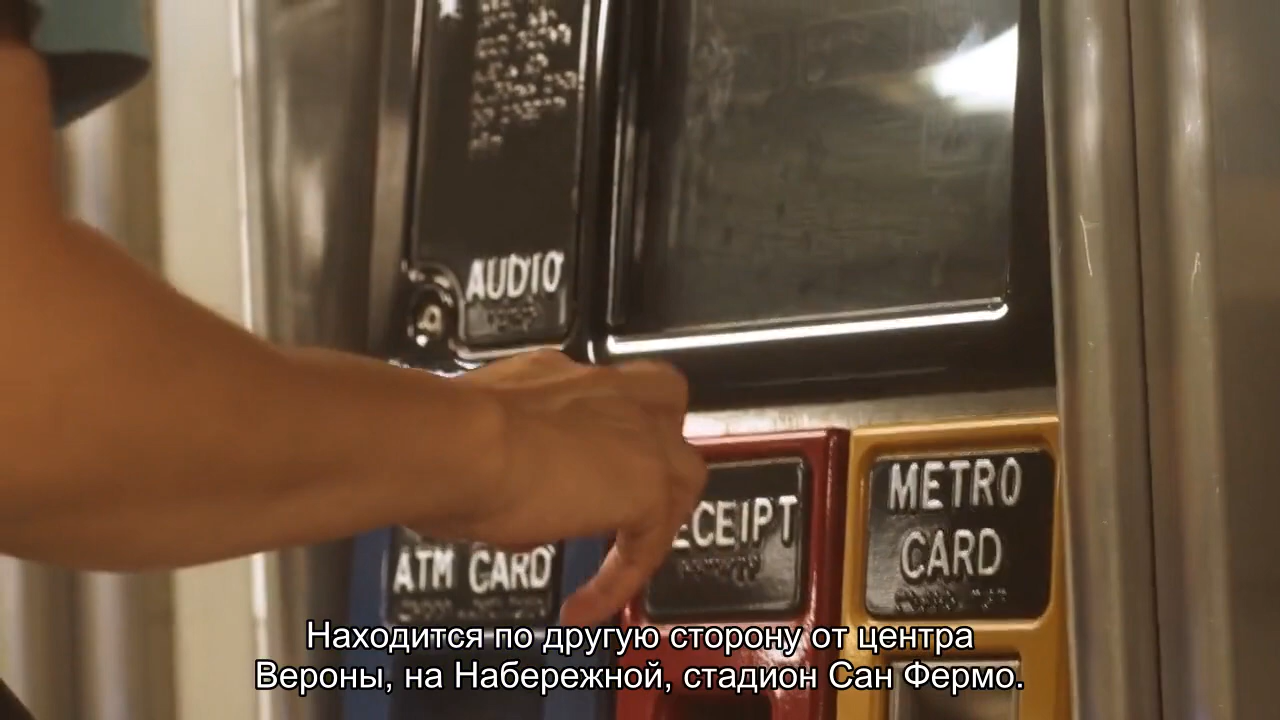 AUDIO
ATM CARD
ECEIPT
METRO
CARD
Находится по другую сторону от центра
Вероны, на Набережной, стадион Сан Фермо.